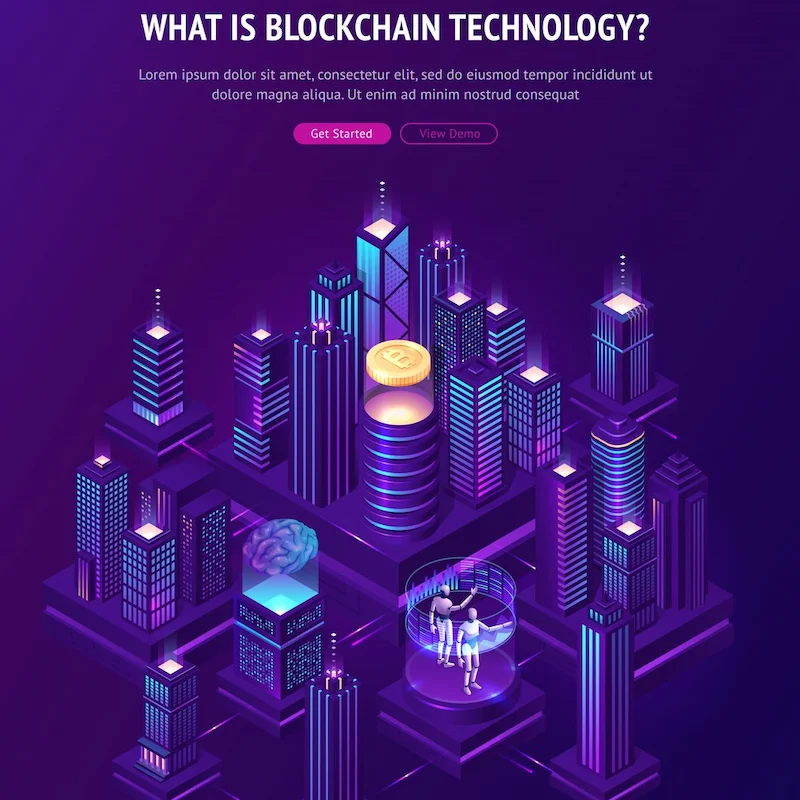 WHAT IS BLOCKCHAIN TECHNOLOGY?
Lorem ipsum dolor sit amet, consectetur elit, sed do eiusmod tempor incididunt ut
dolore magna aliqua. Ut enim ad minim nostrud consequat
Get Started
View Demo